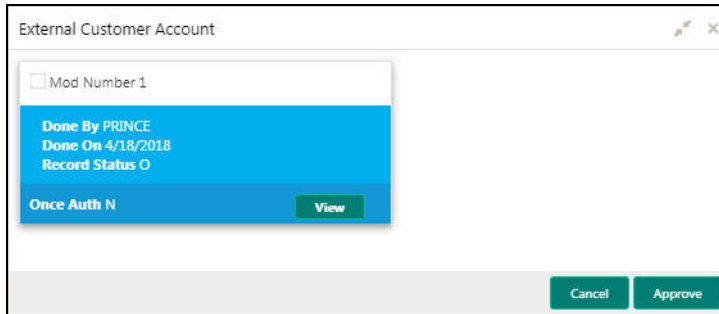 External Customer Account
Mod Number 1
Done By PRINCE
Done On 4/18/2018
Record Status O
Once Auth N
View
Cancel
Approve